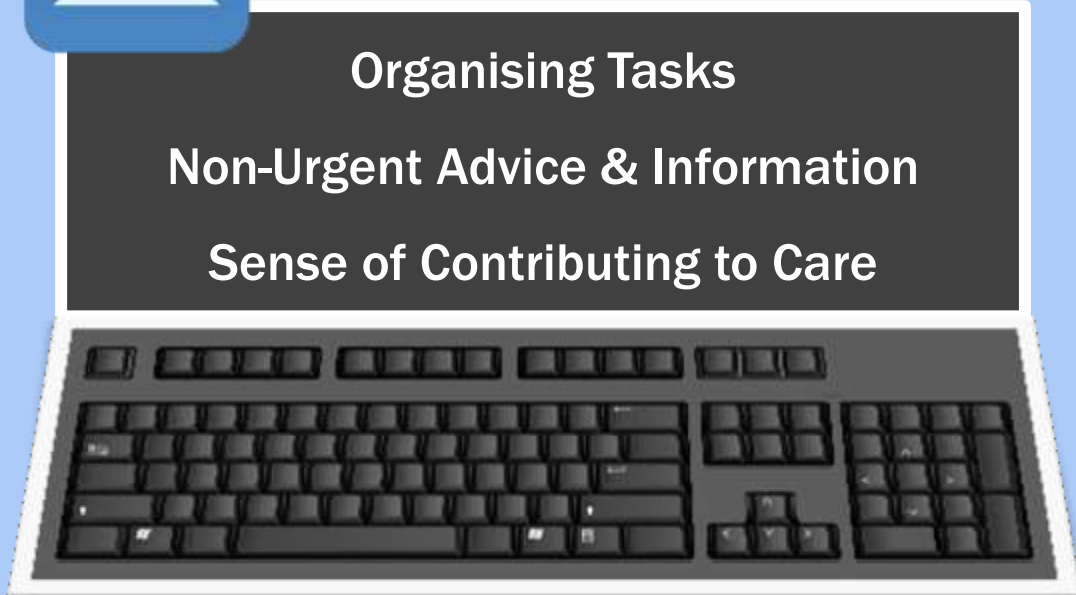 Organising Tasks
Non-Urgent Advice & Information
Sense of Contributing to Care